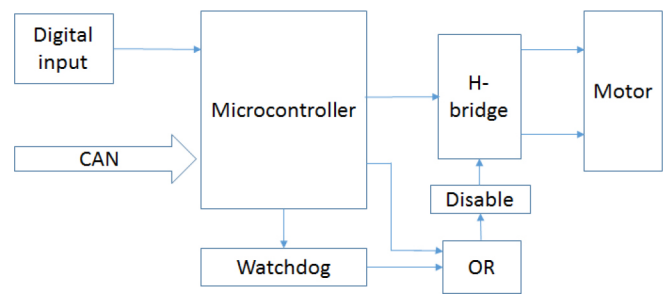 Digital
input
Microcontroller
H-
bridge
Motor
CAN
Disable
Watchdog
OR